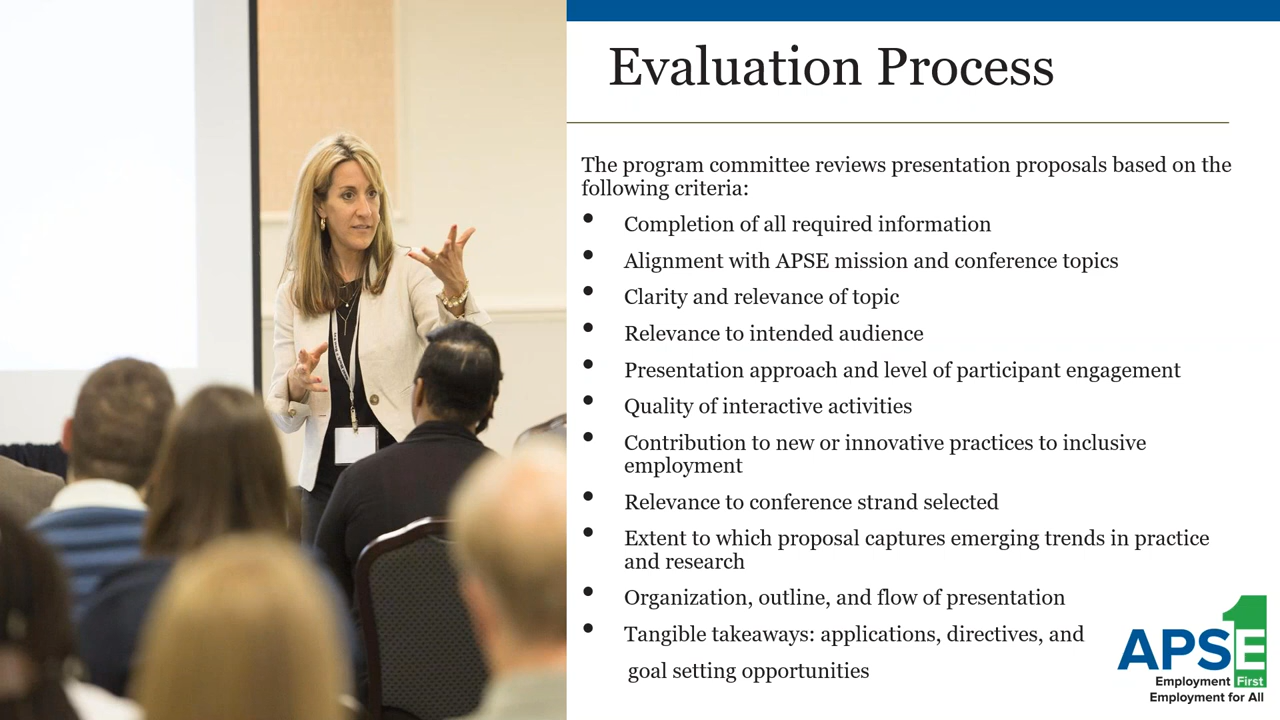 Evaluation Process
The program committee reviews presentation proposals based on the
following criteria:
• Completion of all required information
• Alignment with APSE mission and conference topics
• Clarity and relevance of topic
• Relevance to intended audience
• Presentation approach and level of participant engagement
• Quality of interactive activities
• Contribution to new or innovative practices to inclusive
employment
• Relevance to conference strand selected
• Extent to which proposal captures emerging trends in practice
and research
• Organization, outline, and flow of presentation
• Tangible takeaways: applications, directives, and
goal setting opportunities
APSE
1
Employment First
Employment for All